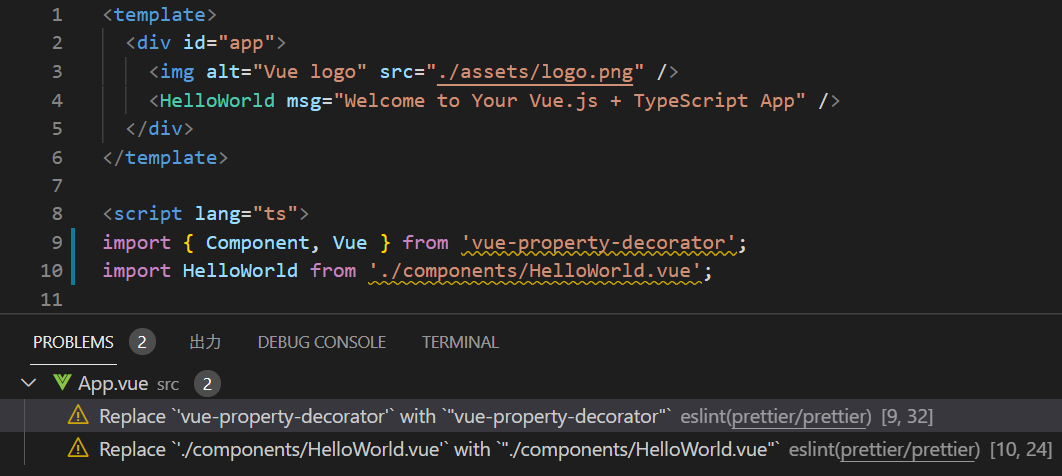 1 <template>
2 <div id="app">
3 <img alt="Vue logo" src="./assets/logo.png" />
4 <HelloWorld msg="Welcome to Your Vue.js + TypeScript App" />
5 </div>
6 </template>
7
8 <script lang="ts">
9 import { Component, Vue } from 'vue-property-decorator';
10 import HelloWorld from './components/HelloWorld.vue';
11
PROBLEMS 2 出力 DEBUG CONSOLE TERMINAL
App.vue src 2
Replace `'vue-property-decorator'` with `"vue-property-decorator"` eslint(prettier/prettier) [9, 32]
Replace `'./components/HelloWorld.vue'` with `"./components/HelloWorld.vue"` eslint(prettier/prettier) [10, 24]